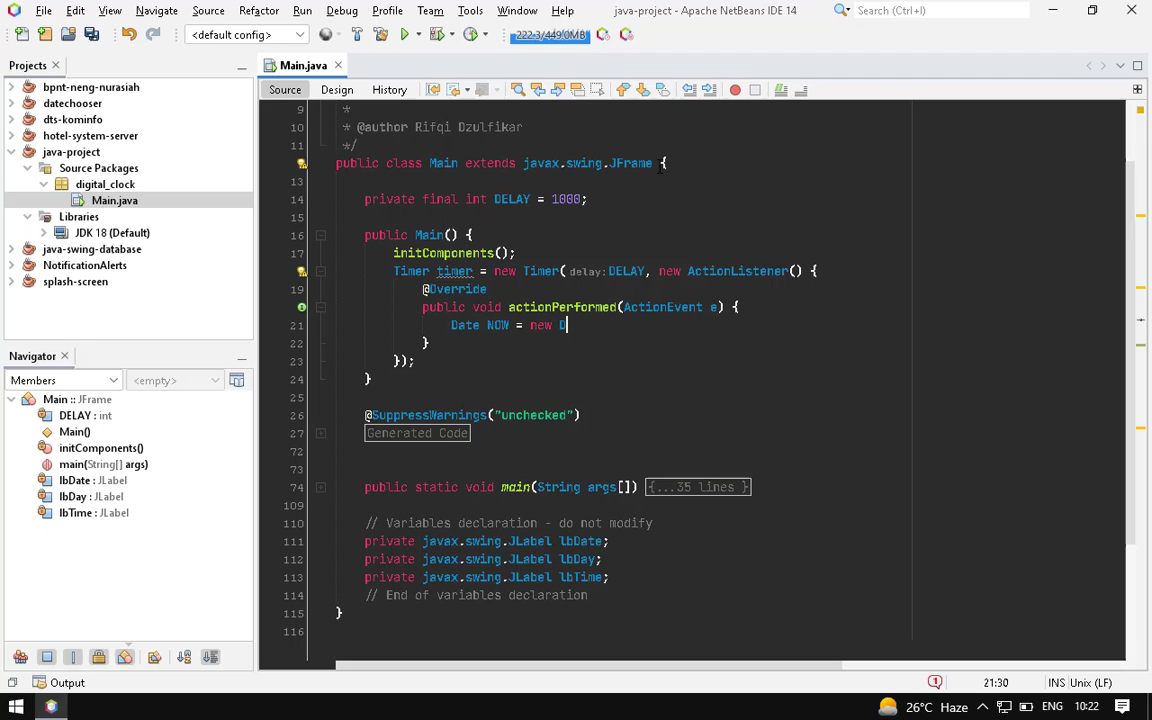 File Edit View Navigate Source Refactor Run Debug Profile Team Tools Window Help java-project - Apache NetBeans IDE 14 Search (Ctrl+I)
<default config> 222.3/449.0MB
Projects
bpnt-neng-nurasiah
datechooser
dts-kominfo
hotel-system-server
java-project
Source Packages
digital_clock
Main.java
Libraries
JDK 18 (Default)
java-swing-database
NotificationAlerts
splash-screen
Navigator
Members <empty>
Main :: JFrame
DELAY : int
Main()
initComponents()
main(String[] args)
lbDate : JLabel
lbDay : JLabel
lbTime : JLabel
Main.java
Source Design History
9 *
10 * @author Rifqi Dzulfikar
11 */
public class Main extends javax.swing.JFrame {
13
14 private final int DELAY = 1000;
15
16 public Main() {
17 initComponents();
Timer timer = new Timer(delay:DELAY, new ActionListener() {
19 @Override
public void actionPerformed(ActionEvent e) {
21 Date NOW = new D
22 }
23 });
24 }
25
26 @SuppressWarnings("unchecked")
27 Generated Code
72
73
74 public static void main(String args[]) {...35 lines }
109
110 // Variables declaration - do not modify
111 private javax.swing.JLabel lbDate;
112 private javax.swing.JLabel lbDay;
113 private javax.swing.JLabel lbTime;
114 // End of variables declaration
115 }
116
Output 1 21:30 INS Unix (LF)
26°C Haze ENG 10:22